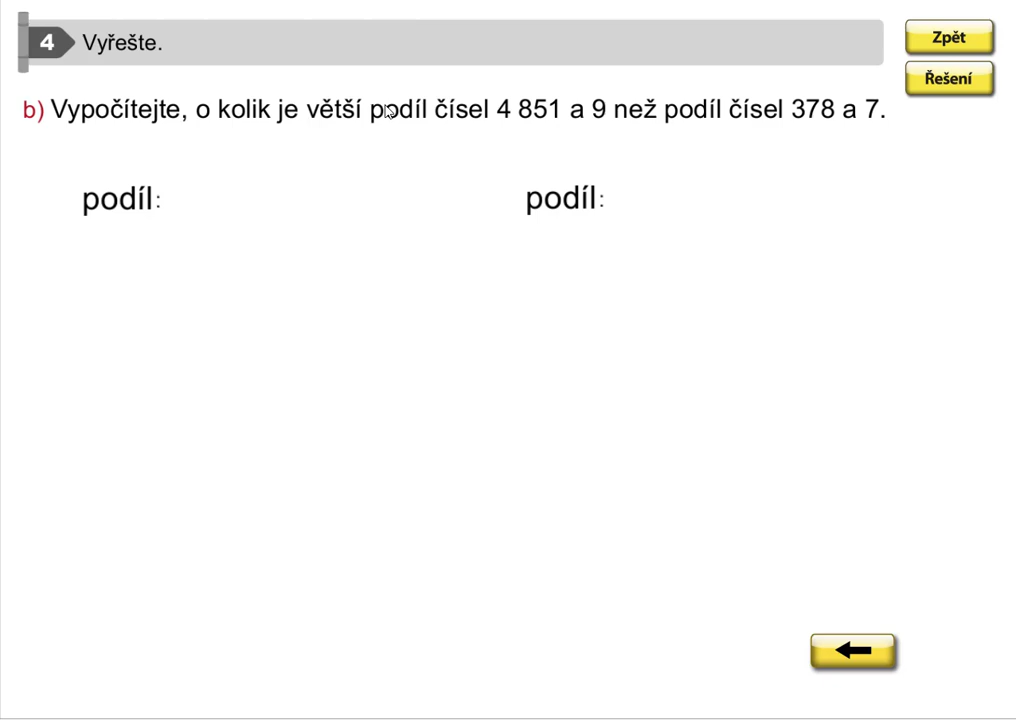 4 Vyřešte.
Zpět
Řešení
b) Vypočítejte, o kolik je větší podíl čísel 4 851 a 9 než podíl čísel 378 a 7.
podíl: podíl: